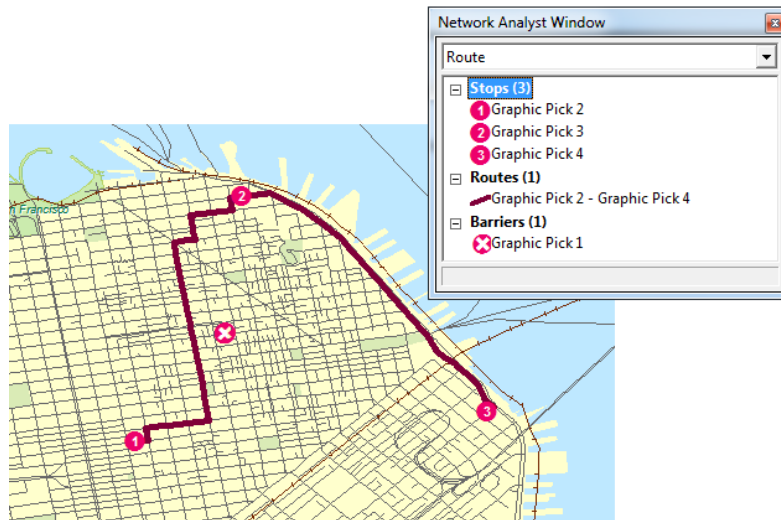 Network Analyst Window
Route
Stops (3)
1 Graphic Pick 2
2 Graphic Pick 3
3 Graphic Pick 4
Routes (1)
Graphic Pick 2 - Graphic Pick 4
Barriers (1)
Graphic Pick 1
2
n Francisco
1
3